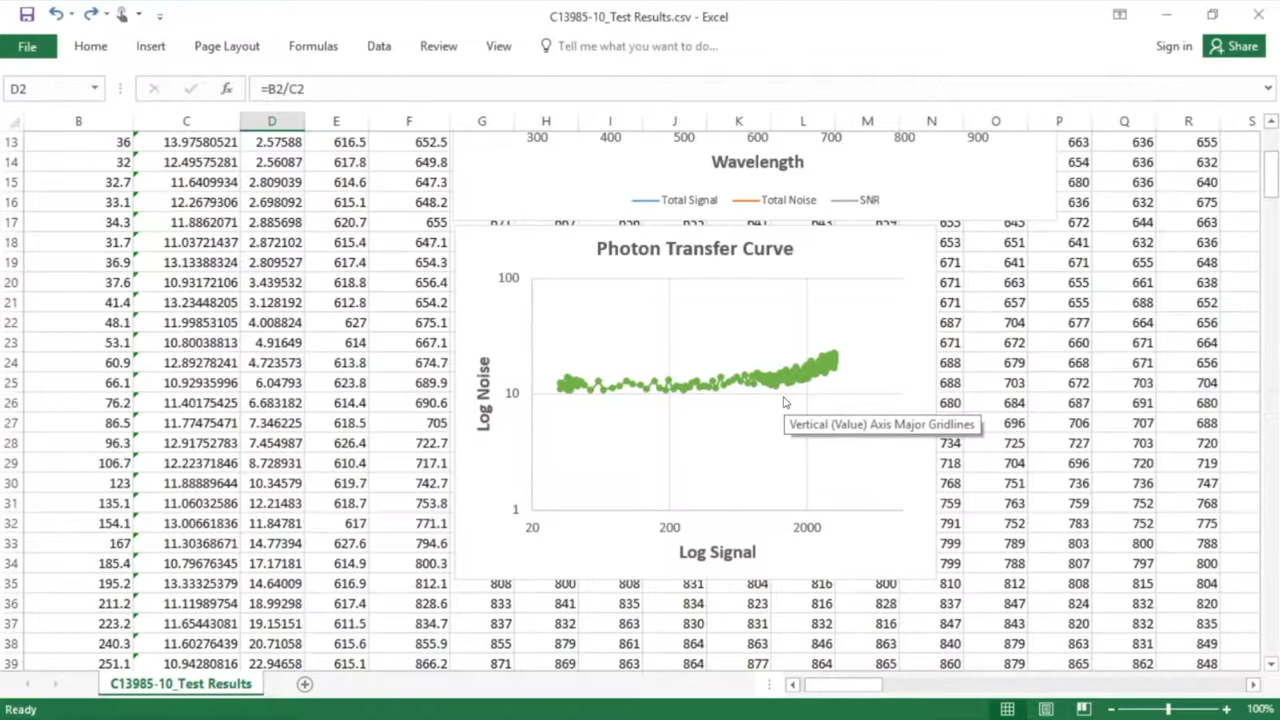 C13985-10_Test Results.csv - Excel
File Home Insert Page Layout Formulas Data Review View Tell me what you want to do... Sign in Share
D2 fx =B2/C2
B C D E F G H I J K L M N O P Q R S
13 36 13.97580521 2.57588 616.5 652.5 663 636 655
14 32 12.49575281 2.56087 617.8 649.8 654 636 632
15 32.7 11.6409934 2.809039 614.6 647.3 680 636 640
16 33.1 12.2679306 2.698092 615.1 648.2 636 632 675
17 34.3 11.8862071 2.885698 620.7 655 671 667 656 655 671 643 659 655 645 672 644 663
18 31.7 11.03721437 2.872102 615.4 647.1 653 651 641 632 636
19 36.9 13.13388324 2.809527 617.4 654.3 671 641 671 655 648
20 37.6 10.93172106 3.439532 618.8 656.4 671 663 655 661 638
21 41.4 13.23448205 3.128192 612.8 654.2 671 657 655 688 652
22 48.1 11.99853105 4.008824 627 675.1 687 704 677 664 656
23 53.1 10.80038813 4.91649 614 667.1 671 672 660 671 664
24 60.9 12.89278241 4.723573 613.8 674.7 688 679 668 671 656
25 66.1 10.92935996 6.04793 623.8 689.9 688 703 672 703 704
26 76.2 11.40175425 6.683182 614.4 690.6 680 684 687 691 680
27 86.5 11.77475471 7.346225 618.5 705 696 706 707 688
28 96.3 12.91752783 7.454987 626.4 722.7 734 725 727 703 720
29 106.7 12.22371846 8.728931 610.4 717.1 718 704 696 720 719
30 123 11.88889644 10.34579 619.7 742.7 768 751 736 736 747
31 135.1 11.06032586 12.21483 618.7 753.8 759 763 759 752 768
32 154.1 13.00661836 11.84781 617 771.1 791 752 783 752 775
33 167 11.30368671 14.77394 627.6 794.6 799 789 803 800 788
34 185.4 10.79676345 17.17181 614.9 800.3 799 788 807 797 800
35 195.2 13.33325379 14.64009 616.9 812.1 808 800 808 831 804 816 800 810 812 808 815 804
36 211.2 11.11989754 18.99298 617.4 828.6 833 841 835 834 823 816 828 837 847 824 832 820
37 223.2 11.65443081 19.15151 611.5 834.7 837 832 863 830 831 832 816 847 843 820 832 835
38 240.3 11.60276439 20.71058 615.6 855.9 855 879 861 864 863 846 863 840 879 863 831 849
39 251.1 10.94280816 22.94658 615.1 866.2 871 869 863 864 877 864 865 860 879 865 862 848
300 400 500 600 700 800 900
Wavelength
Total Signal Total Noise SNR
Photon Transfer Curve
100
10
1
Log Noise
20 200 2000
Log Signal
Vertical (Value) Axis Major Gridlines
C13985-10_Test Results
Ready 100%